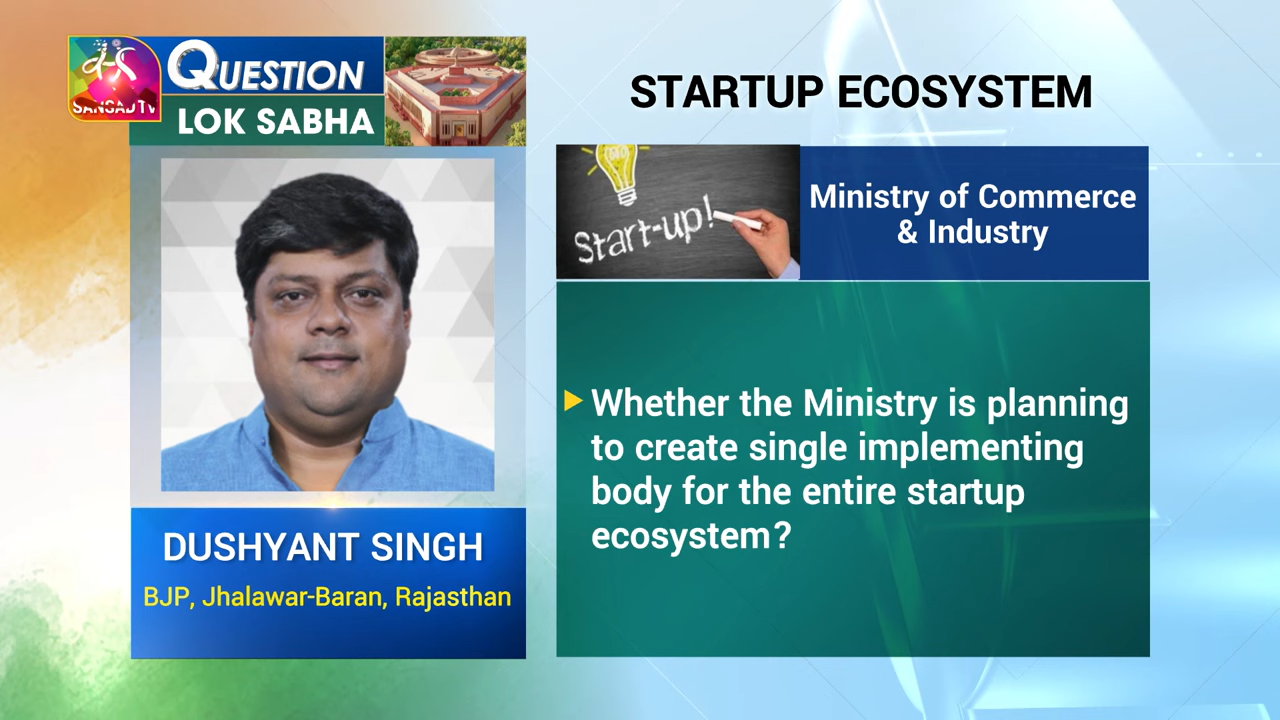 SANSAD TV
QUESTION
LOK SABHA
STARTUP ECOSYSTEM
Start-up!
Ministry of Commerce
& Industry
Whether the Ministry is planning
to create single implementing
body for the entire startup
ecosystem?
DUSHYANT SINGH
BJP, Jhalawar-Baran, Rajasthan